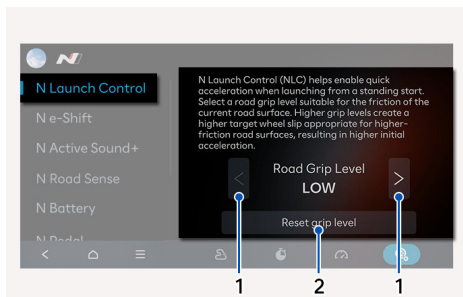 N
N Launch Control
N e-Shift
N Active Sound+
N Road Sense
N Battery
N Pedal
N Launch Control (NLC) helps enable quick
acceleration when launching from a standing start.
Select a road grip level suitable for the friction of the
current road surface. Higher grip levels create a
higher target wheel slip appropriate for higher-
friction road surfaces, resulting in higher initial
acceleration.
Road Grip Level
< LOW >
Reset grip level
1 2 1